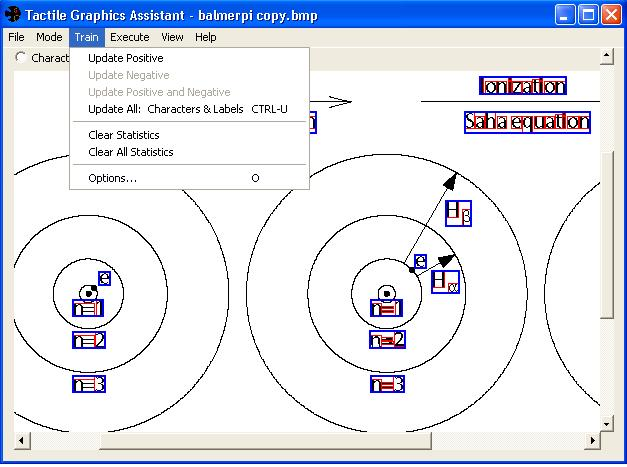 Tactile Graphics Assistant - balmerpi copy.bmp
File Mode Train Execute View Help
Update Positive
Update Negative
Update Positive and Negative
Update All: Characters & Labels CTRL-U
Clear Statistics
Clear All Statistics
Options... O
Charact
Ionization
n
Saha equation
H β
e
e
H α
n=1
n=1
n=2
n=2
n=3
n=3